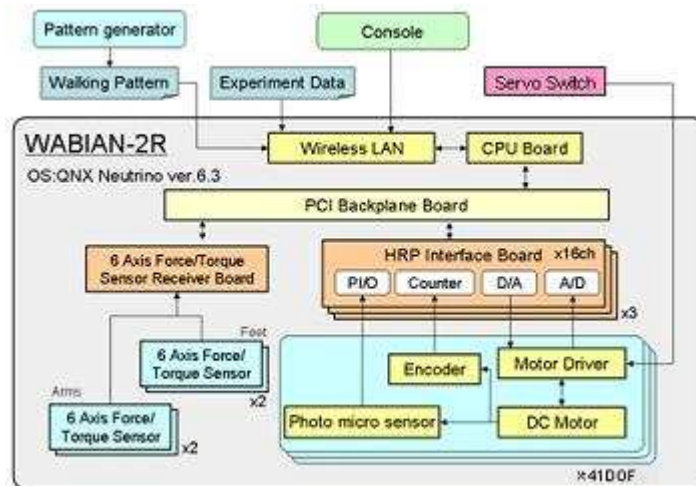 Pattern generator
Console
Walking Pattern
Experiment Data
Servo Switch
WABIAN-2R
Wireless LAN
CPU Board
OS:QNX Neutrino ver.6.3
PCI Backplane Board
6 Axis Force/Torque
Sensor Receiver Board
HRP Interface Board
x16ch
PI/O
Counter
D/A
A/D
x3
Feet
6 Axis Force/
Torque Sensor
x2
Arms
6 Axis Force/
Torque Sensor
x2
Encoder
Motor Driver
Photo micro sensor
DC Motor
x41DOF